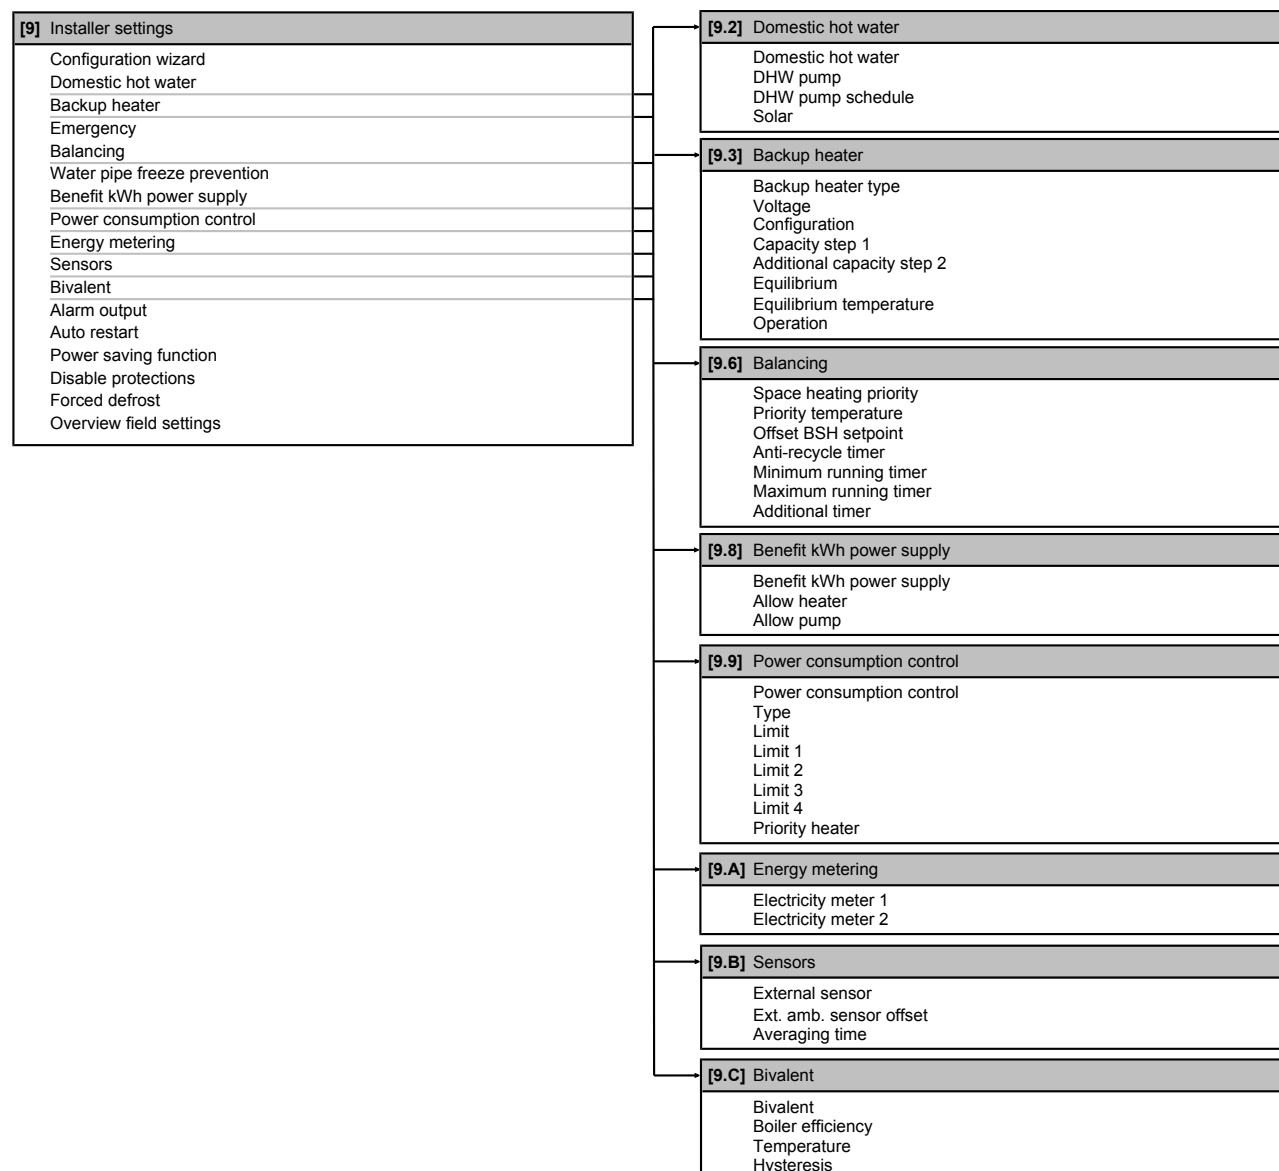 [9] Installer settings
Configuration wizard
Domestic hot water
Backup heater
Emergency
Balancing
Water pipe freeze prevention
Benefit kWh power supply
Power consumption control
Energy metering
Sensors
Bivalent
Alarm output
Auto restart
Power saving function
Disable protections
Forced defrost
Overview field settings
[9.2] Domestic hot water
Domestic hot water
DHW pump
DHW pump schedule
Solar
[9.3] Backup heater
Backup heater type
Voltage
Configuration
Capacity step 1
Additional capacity step 2
Equilibrium
Equilibrium temperature
Operation
[9.6] Balancing
Space heating priority
Priority temperature
Offset BSH setpoint
Anti-recycle timer
Minimum running timer
Maximum running timer
Additional timer
[9.8] Benefit kWh power supply
Benefit kWh power supply
Allow heater
Allow pump
[9.9] Power consumption control
Power consumption control
Type
Limit
Limit 1
Limit 2
Limit 3
Limit 4
Priority heater
[9.A] Energy metering
Electricity meter 1
Electricity meter 2
[9.B] Sensors
External sensor
Ext. amb. sensor offset
Averaging time
[9.C] Bivalent
Bivalent
Boiler efficiency
Temperature
Hysteresis